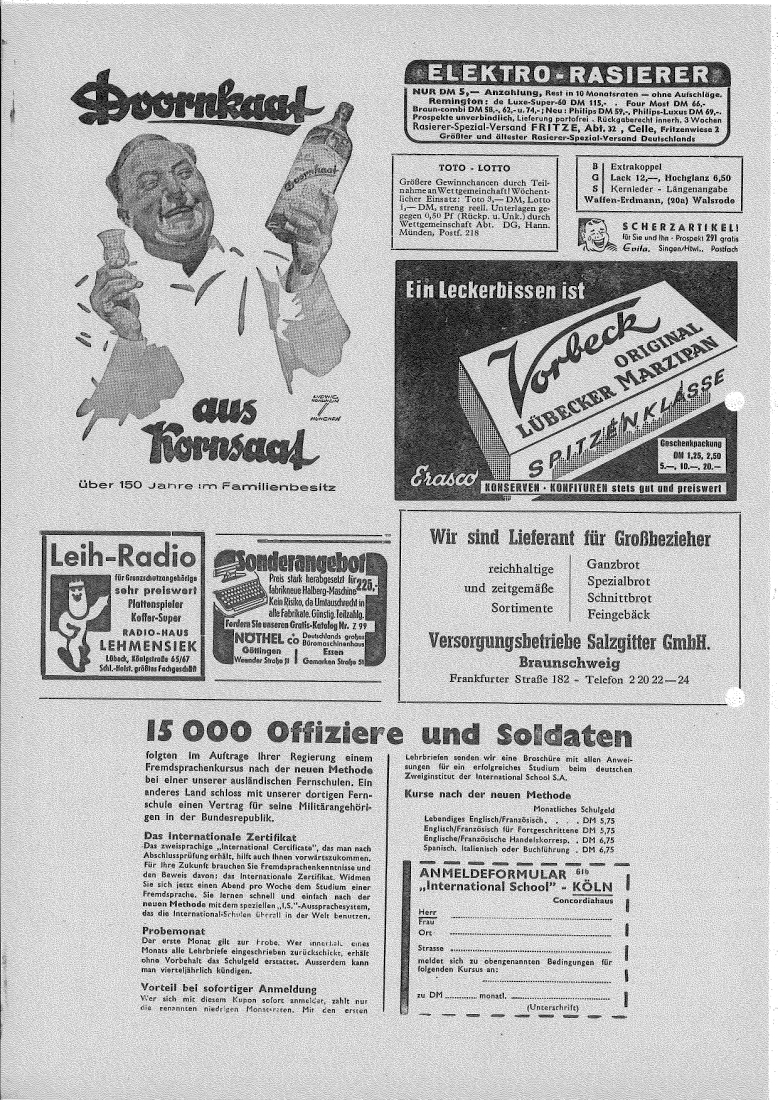 Doornkaat
Doornkaat
aus
Kornsaat
LUDWIG
HOHLWEIN
MÜNCHEN
über 150 Jahre im Familienbesitz
ELEKTRO-RASIERER
NUR DM 5,— Anzahlung, Rest in 10 Monatsraten — ohne Aufschläge.
Remington: de Luxe-Super-60 DM 115,- . Four Most DM 66,-
Braun-combi DM 58,-, 62,- u. 74,-; Neu: Philips DM 59,-, Philips-Luxus DM 69,—.
Prospekte unverbindlich, Lieferung portofrei . Rückgaberecht innerh. 3 Wochen
Rasierer-Spezial-Versand FRITZE, Abt. 32 , Celle, Fritzenwiese 2
Größter und ältester Rasierer-Spezial-Versand Deutschlands
TOTO - LOTTO
Größere Gewinnchancen durch Teil-
nahme an Wettgemeinschaft! Wöchent-
licher Einsatz: Toto 3,— DM, Lotto
1,— DM, streng reell. Unterlagen ge-
gegen 0,50 Pf (Rückp. u. Unk.) durch
Wettgemeinschaft Abt. DG, Hann.
Münden, Postf. 218
B Extrakoppel
G Lack 12,—, Hochglanz 6,50
S Kernleder - Längenangabe
Waffen-Erdmann, (20a) Walsrode
SCHERZARTIKEL!
für Sie und Ihn - Prospekt 291 gratis
Evila, Singen/Htwl., Postfach
Ein Leckerbissen ist
Vorbeck
ORIGINAL
LÜBECKER MARZIPAN
SPITZENKLASSE
Geschenkpackung
DM 1,25, 2,50
5.—, 10.—, 20.—
Erasco
KONSERVEN · KONFITUREN stets gut und preiswert
Leih-Radio
für Grenzschutzangehörige
sehr preiswert
Plattenspieler
Koffer-Super
RADIO-HAUS
LEHMENSIEK
Lübeck, Königstraße 65/67
Schl.-Holst. größtes Fachgeschäft
Sonderangebot
Preis stark herabgesetzt für
fabrikneue Halberg-Maschine 225,-
Kein Risiko, da Umtauschrecht in
alle Fabrikate. Günstig. Teilzahlg.
Fordern Sie unseren Gratis-Katalog Nr. Z 99
NÖTHEL & CO Deutschlands großes
Büromaschinenhaus
Göttingen Essen
Weender Straße 11 Gemarken Straße 51
Wir sind Lieferant für Großbezieher
reichhaltige
und zeitgemäße
Sortimente
Ganzbrot
Spezialbrot
Schnittbrot
Feingebäck
Versorgungsbetriebe Salzgitter GmbH.
Braunschweig
Frankfurter Straße 182 - Telefon 2 20 22—24
15 000 Offiziere und Soldaten
folgten im Auftrage ihrer Regierung einem
Fremdsprachenkursus nach der neuen Methode
bei einer unserer ausländischen Fernschulen. Ein
anderes Land schloss mit unserer dortigen Fern-
schule einen Vertrag für seine Militärangehöri-
gen in der Bundesrepublik.
Das Internationale Zertifikat
Das zweisprachige „International Certificate", das man nach
Abschlussprüfung erhält, hilft auch Ihnen vorwärtszukommen.
Für Ihre Zukunft brauchen Sie Fremdsprachenkenntnisse und
den Beweis davon: das Internationale Zertifikat. Widmen
Sie sich jetzt einen Abend pro Woche dem Studium einer
Fremdsprache. Sie lernen schnell und einfach nach der
neuen Methode mit dem speziellen „I.S."-Aussprachesystem,
das die International-Schulen überall in der Welt benutzen.
Probemonat
Der erste Monat gilt zur Probe. Wer innerhalb eines
Monats alle Lehrbriefe eingeschrieben zurückschickt, erhält
ohne Vorbehalt das Schulgeld erstattet. Ausserdem kann
man vierteljährlich kündigen.
Vorteil bei sofortiger Anmeldung
Wer sich mit diesem Kupon sofort anmeldet, zahlt nur
die genannten niedrigen Monatsraten. Mit den ersten
Lehrbriefen senden wir eine Broschüre mit allen Anwei-
sungen für ein erfolgreiches Studium beim deutschen
Zweiginstitut der International School S.A.
Kurse nach der neuen Methode
Monatliches Schulgeld
Lebendiges Englisch/Französisch . . . DM 5,75
Englisch/Französisch für Fortgeschrittene DM 5,75
Englische/Französische Handelskorresp. . DM 6,75
Spanisch, Italienisch oder Buchführung . DM 6,75
ANMELDEFORMULAR 61b
„International School" - KÖLN
Concordiahaus
Herr
Frau
Ort
Strasse
meldet sich zu obengenannten Bedingungen für
folgenden Kursus an:
zu DM monatl.
(Unterschrift)